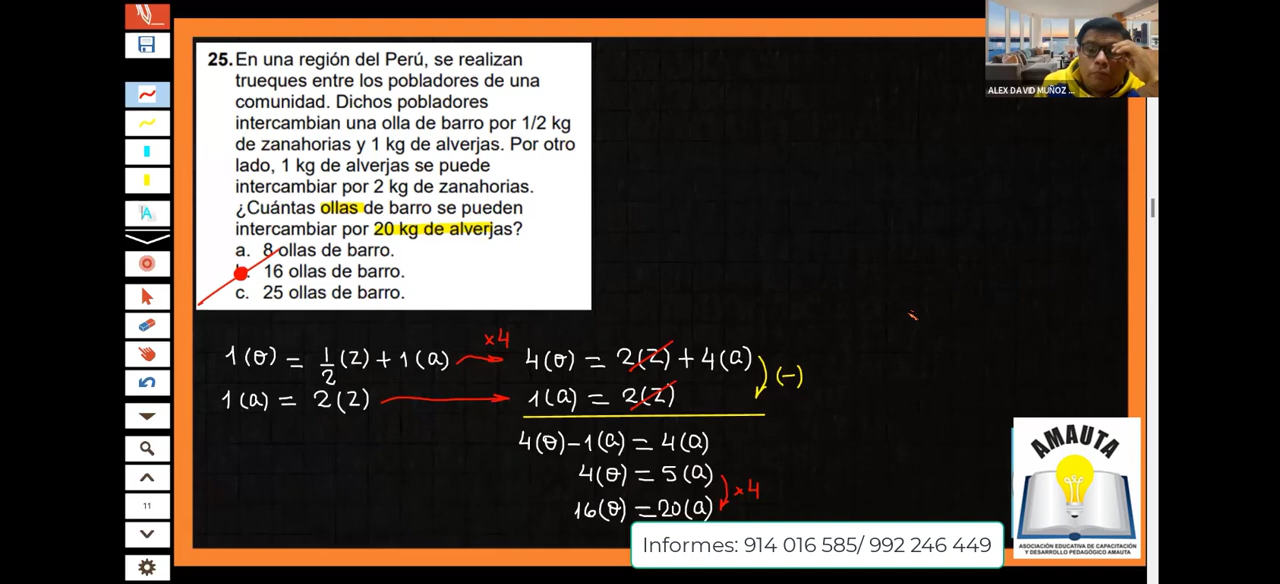 ALEX DAVID MUÑOZ ...
25. En una región del Perú, se realizan
trueques entre los pobladores de una
comunidad. Dichos pobladores
intercambian una olla de barro por 1/2 kg
de zanahorias y 1 kg de alverjas. Por otro
lado, 1 kg de alverjas se puede
intercambiar por 2 kg de zanahorias.
¿Cuántas ollas de barro se pueden
intercambiar por 20 kg de alverjas?
a. 8 ollas de barro.
b. 16 ollas de barro.
c. 25 ollas de barro.
1(θ) = 1/2 (Z) + 1(a)
×4
4(θ) = 2(Z) + 4(a)
1(a) = 2(Z)
1(a) = 2(Z)
(-)
4(θ) - 1(a) = 4(a)
4(θ) = 5(a)
×4
16(θ) = 20(a)
11
AMAUTA
ASOCIACIÓN EDUCATIVA DE CAPACITACIÓN
Y DESARROLLO PEDAGÓGICO AMAUTA
Informes: 914 016 585/ 992 246 449